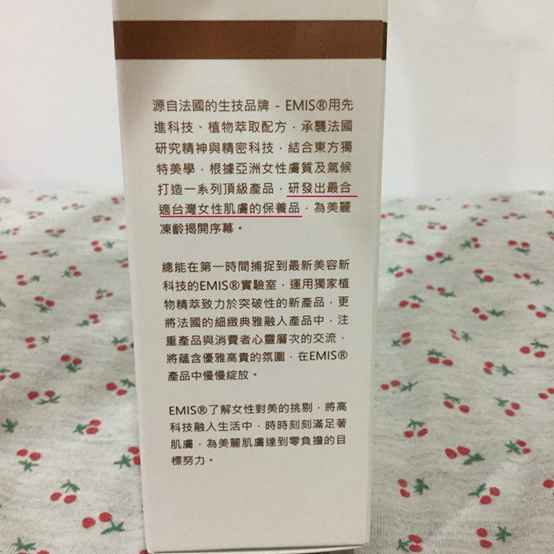 源自法國的生技品牌 - EMIS®用先
進科技、植物萃取配方，承襲法國
研究精神與精密科技，結合東方獨
特美學，根據亞洲女性膚質及氣候
打造一系列頂級產品，研發出最合
適台灣女性肌膚的保養品，為美麗
凍齡揭開序幕。
總能在第一時間捕捉到最新美容新
科技的EMIS®實驗室，運用獨家植
物精萃致力於突破性的新產品，更
將法國的細緻典雅融入產品中，注
重產品與消費者心靈層次的交流，
將蘊含優雅高貴的氛圍，在EMIS®
產品中慢慢綻放。
EMIS®了解女性對美的挑剔，將高
科技融入生活中，時時刻刻滿足著
肌膚，為美麗肌膚達到零負擔的目
標努力。